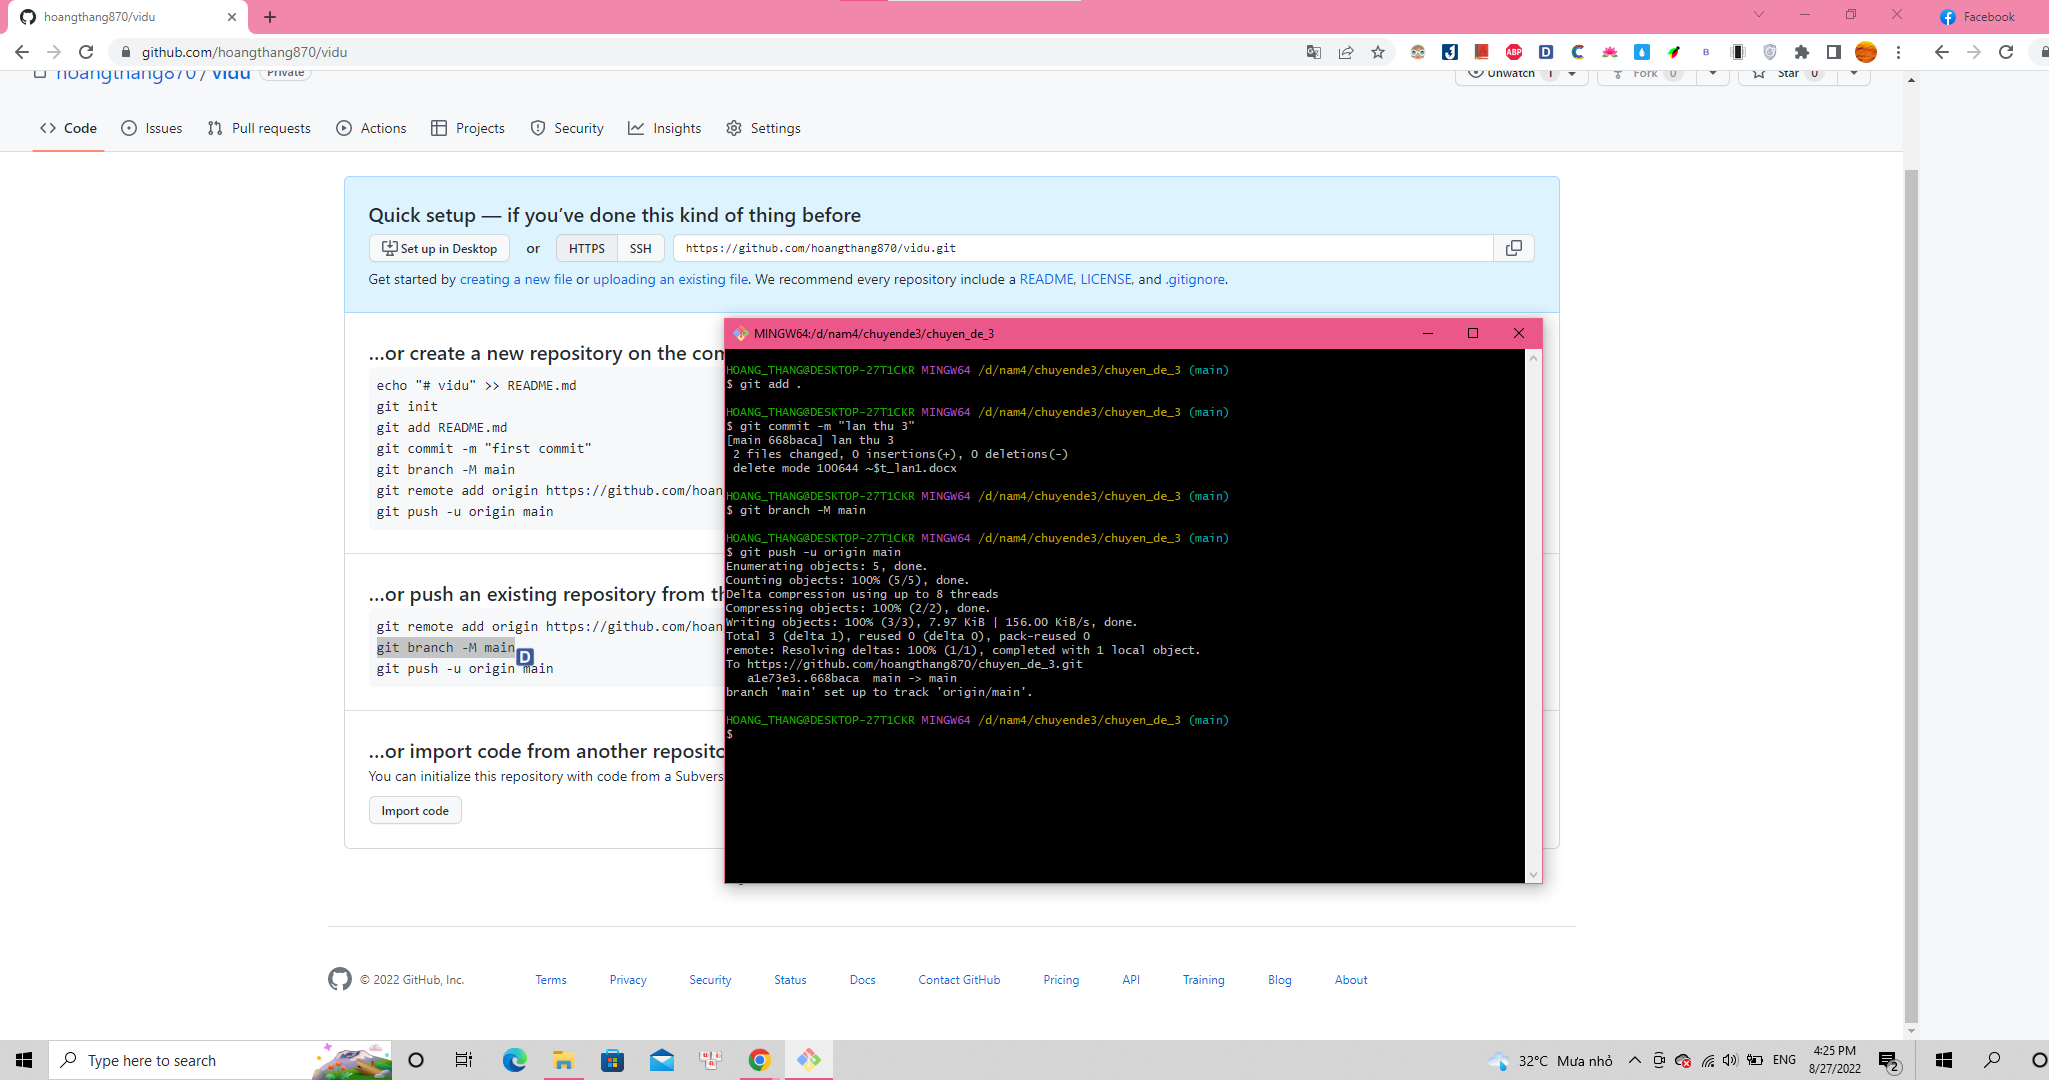 hoangthang870/vidu
Facebook
github.com/hoangthang870/vidu
hoangthang870 / vidu Private
Unwatch 1
Fork 0
Star 0
Code Issues Pull requests Actions Projects Security Insights Settings
Quick setup — if you've done this kind of thing before
Set up in Desktop or HTTPS SSH https://github.com/hoangthang870/vidu.git
Get started by creating a new file or uploading an existing file. We recommend every repository include a README, LICENSE, and .gitignore.
…or create a new repository on the com
echo "# vidu" >> README.md
git init
git add README.md
git commit -m "first commit"
git branch -M main
git remote add origin https://github.com/hoan
git push -u origin main
…or push an existing repository from th
git remote add origin https://github.com/hoan
git branch -M main
git push -u origin main
…or import code from another reposito
You can initialize this repository with code from a Subvers
Import code
MINGW64:/d/nam4/chuyende3/chuyen_de_3
HOANG_THANG@DESKTOP-27T1CKR MINGW64 /d/nam4/chuyende3/chuyen_de_3 (main)
$ git add .
HOANG_THANG@DESKTOP-27T1CKR MINGW64 /d/nam4/chuyende3/chuyen_de_3 (main)
$ git commit -m "lan thu 3"
[main 668baca] lan thu 3
2 files changed, 0 insertions(+), 0 deletions(-)
delete mode 100644 ~$t_lan1.docx
HOANG_THANG@DESKTOP-27T1CKR MINGW64 /d/nam4/chuyende3/chuyen_de_3 (main)
$ git branch -M main
HOANG_THANG@DESKTOP-27T1CKR MINGW64 /d/nam4/chuyende3/chuyen_de_3 (main)
$ git push -u origin main
Enumerating objects: 5, done.
Counting objects: 100% (5/5), done.
Delta compression using up to 8 threads
Compressing objects: 100% (2/2), done.
Writing objects: 100% (3/3), 7.97 KiB | 156.00 KiB/s, done.
Total 3 (delta 1), reused 0 (delta 0), pack-reused 0
remote: Resolving deltas: 100% (1/1), completed with 1 local object.
To https://github.com/hoangthang870/chuyen_de_3.git
a1e73e3..668baca main -> main
branch 'main' set up to track 'origin/main'.
HOANG_THANG@DESKTOP-27T1CKR MINGW64 /d/nam4/chuyende3/chuyen_de_3 (main)
$
© 2022 GitHub, Inc. Terms Privacy Security Status Docs Contact GitHub Pricing API Training Blog About
Type here to search
32°C Mưa nhỏ
ENG
4:25 PM
8/27/2022
2